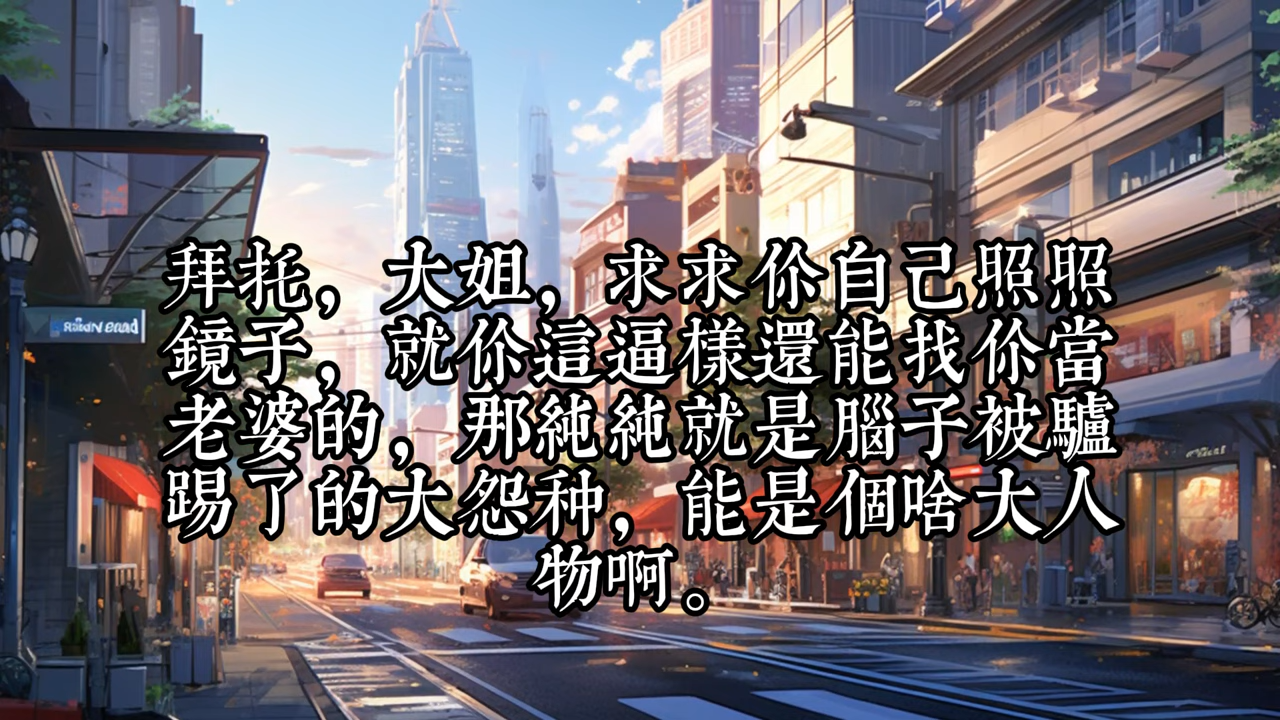 拜托，大姐，求求你自己照照
鏡子，就你這逼樣還能找你當
老婆的，那純純就是腦子被驢
踢了的大怨种，能是個啥大人
物啊。